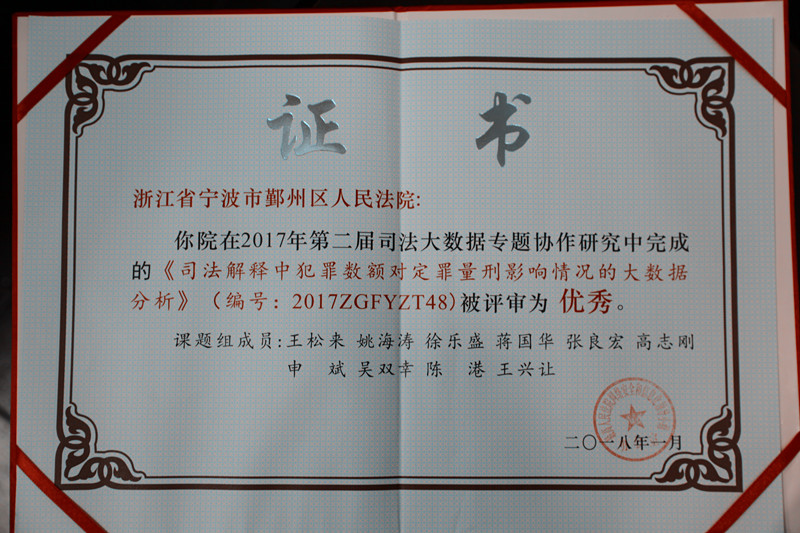 证 书
浙江省宁波市鄞州区人民法院:
你院在2017年第二届司法大数据专题协作研究中完成
的《司法解释中犯罪数额对定罪量刑影响情况的大数据
分析》（编号：2017ZGFYZT48)被评审为 优秀。
课题组成员:王松来 姚海涛 徐乐盛 蒋国华 张良宏 高志刚
申 斌 吴双幸 陈 港 王兴让
二〇一八年一月